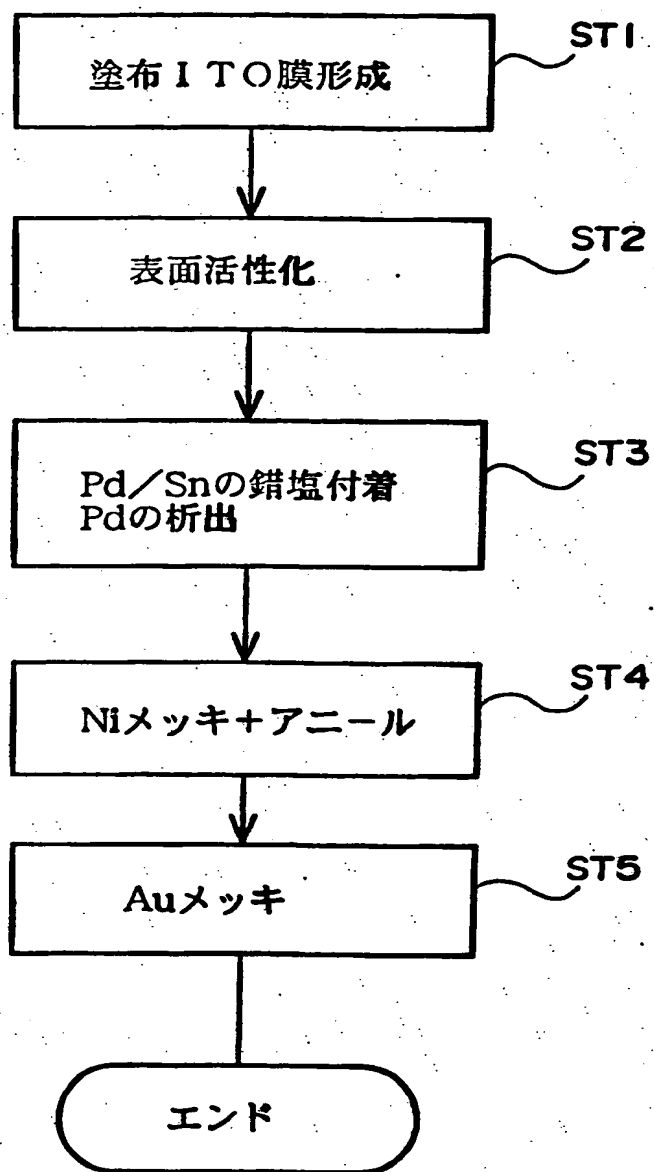 塗布ITO膜形成
ST1
表面活性化
ST2
Pd/Snの錯塩付着
Pdの析出
ST3
Niメッキ+アニール
ST4
Auメッキ
ST5
エンド